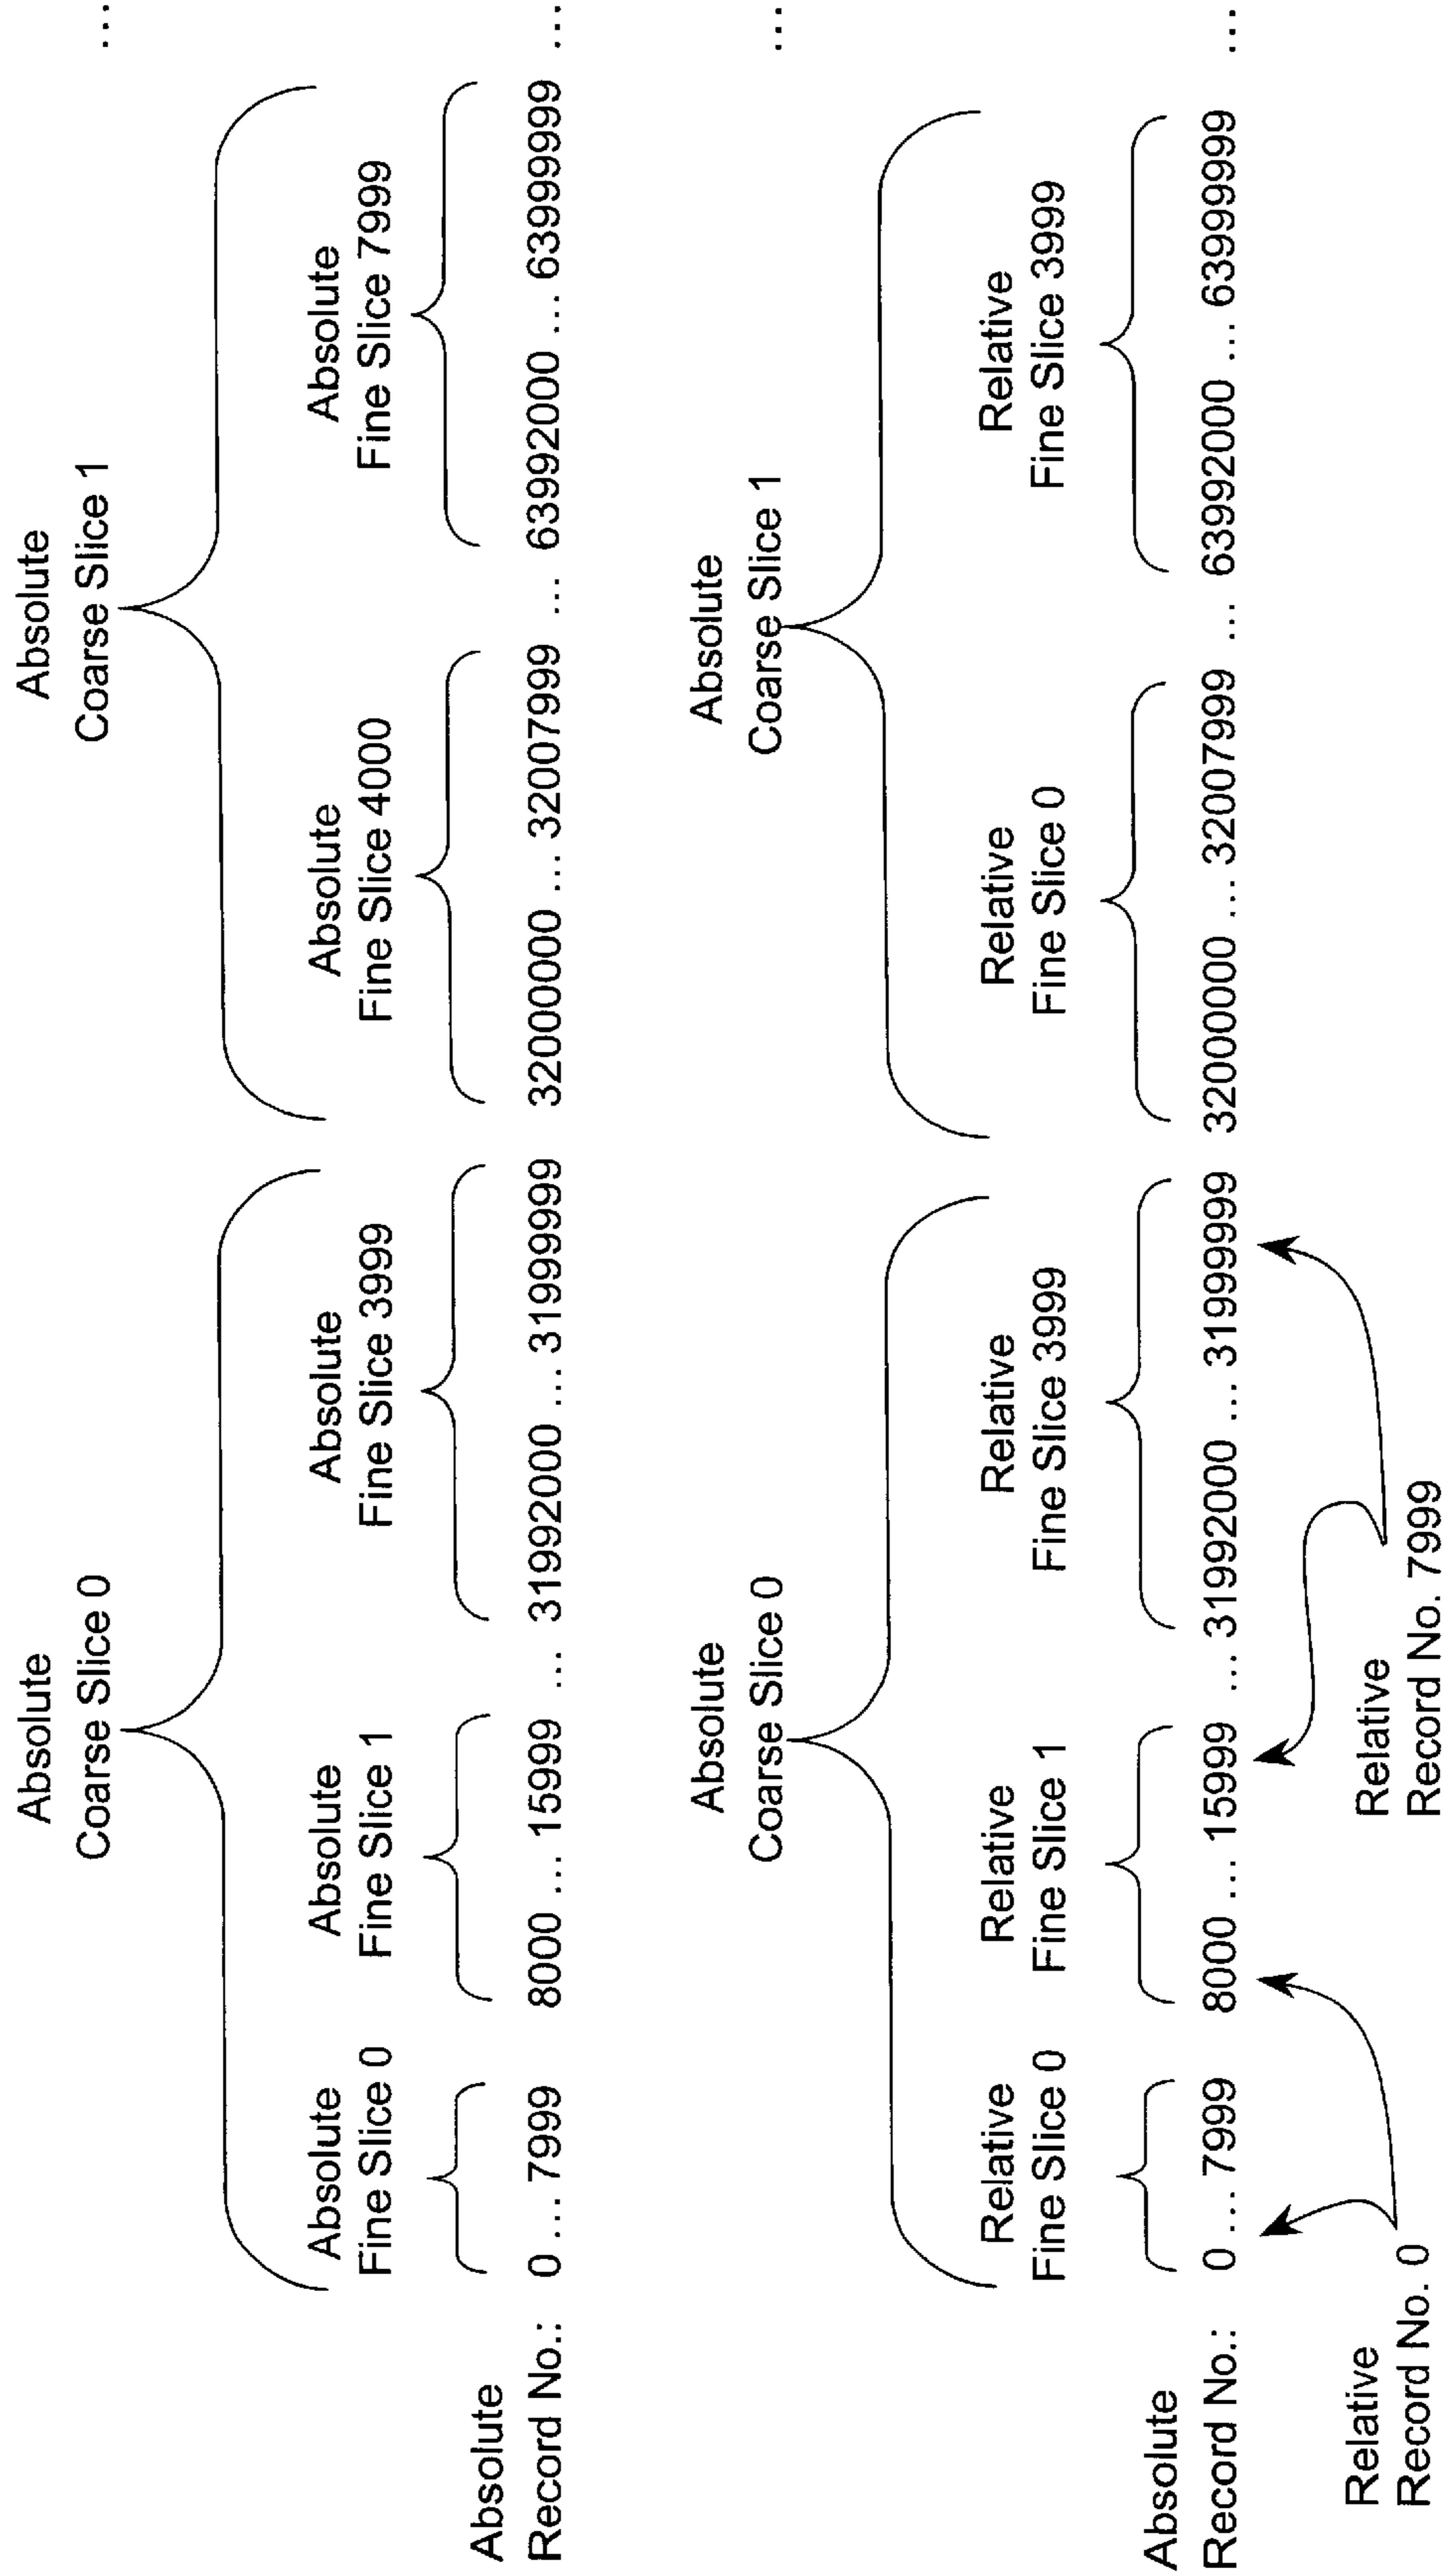 Absolute
Coarse Slice 0
Absolute
Coarse Slice 1
...
Absolute
Fine Slice 0
Absolute
Fine Slice 1
Absolute
Fine Slice 3999
Absolute
Fine Slice 4000
Absolute
Fine Slice 7999
Absolute
Record No.: 0 ... 7999 8000 ... 15999 ... 31992000 ... 31999999 32000000 ... 32007999 ... 63992000 ... 63999999 ...
Absolute
Coarse Slice 0
Absolute
Coarse Slice 1
...
Relative
Fine Slice 0
Relative
Fine Slice 1
Relative
Fine Slice 3999
Relative
Fine Slice 0
Relative
Fine Slice 3999
Absolute
Record No.: 0 ... 7999 8000 ... 15999 ... 31992000 ... 31999999 32000000 ... 32007999 ... 63992000 ... 63999999 ...
Relative
Record No. 0
Relative
Record No. 7999